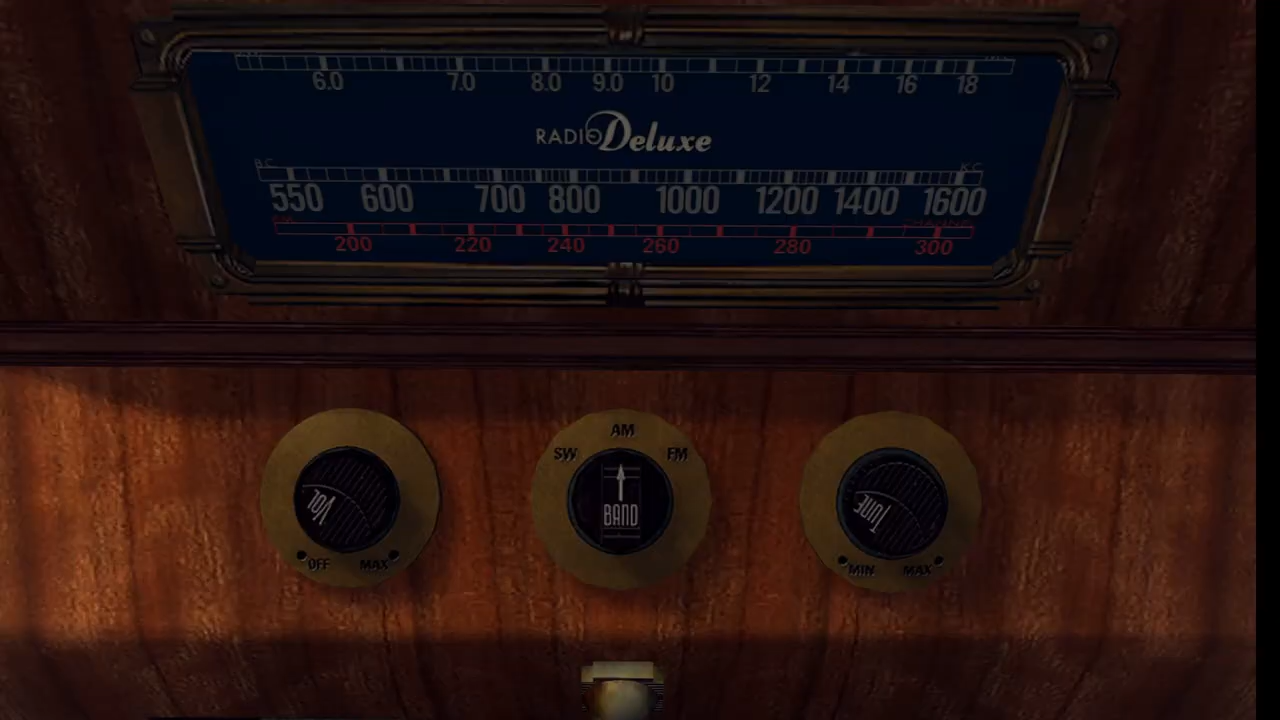 6.0 7.0 8.0 9.0 10 12 14 16 18
RADIO Deluxe
B.C. K.C.
550 600 700 800 1000 1200 1400 1600
CHANNEL
200 220 240 260 280 300
AM
SW FM
VOL BAND TUNE
OFF MAX MIN MAX